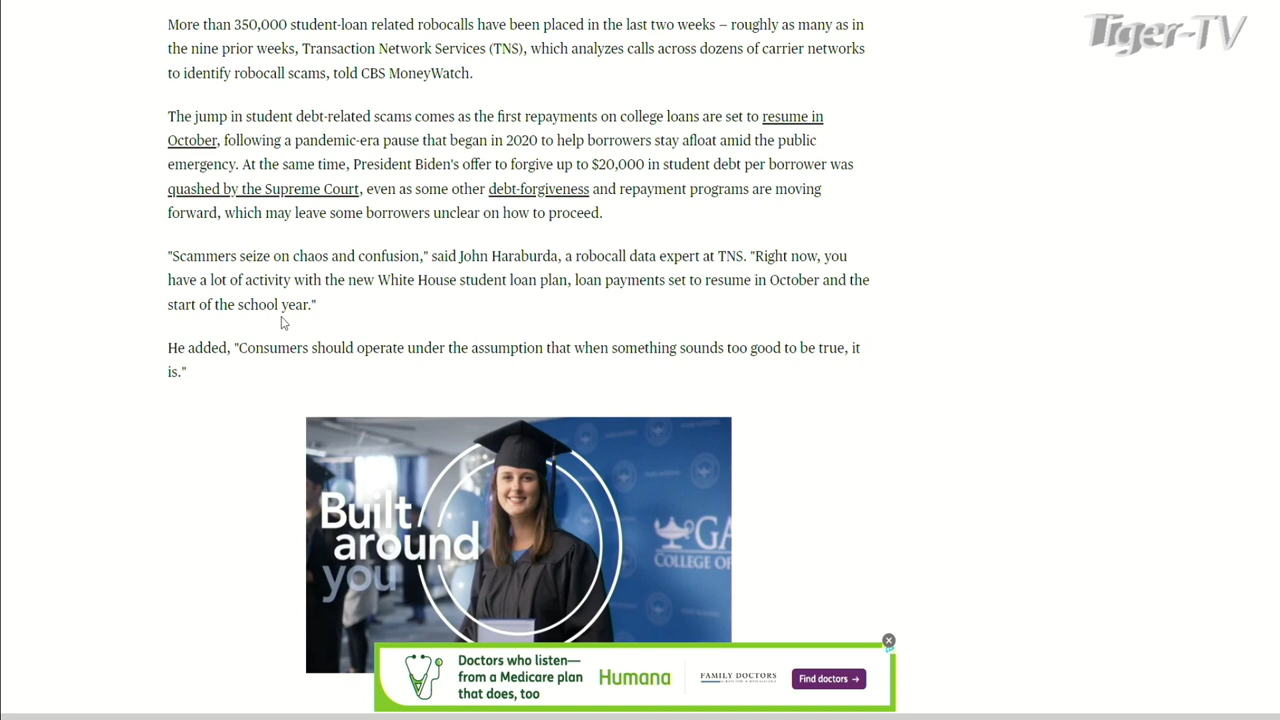 Tiger-TV
More than 350,000 student-loan related robocalls have been placed in the last two weeks – roughly as many as in
the nine prior weeks, Transaction Network Services (TNS), which analyzes calls across dozens of carrier networks
to identify robocall scams, told CBS MoneyWatch.
The jump in student debt-related scams comes as the first repayments on college loans are set to resume in
October, following a pandemic-era pause that began in 2020 to help borrowers stay afloat amid the public
emergency. At the same time, President Biden's offer to forgive up to $20,000 in student debt per borrower was
quashed by the Supreme Court, even as some other debt-forgiveness and repayment programs are moving
forward, which may leave some borrowers unclear on how to proceed.
"Scammers seize on chaos and confusion," said John Haraburda, a robocall data expert at TNS. "Right now, you
have a lot of activity with the new White House student loan plan, loan payments set to resume in October and the
start of the school year."
He added, "Consumers should operate under the assumption that when something sounds too good to be true, it
is."
Built
around
you
GA
COLLEGE OF
Doctors who listen—
from a Medicare plan
that does, too
Humana
FAMILY DOCTORS
Find doctors →